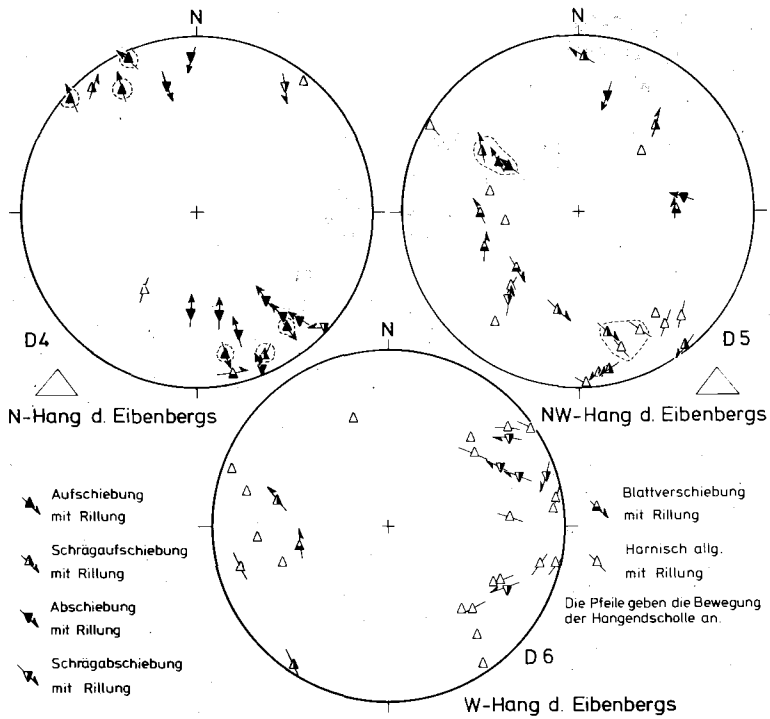 N
N
D4
D5
N-Hang d. Eibenbergs
N
NW-Hang d. Eibenbergs
Aufschiebung
mit Rillung
Schrägaufschiebung
mit Rillung
Abschiebung
mit Rillung
Schrägabschiebung
mit Rillung
Blattverschiebung
mit Rillung
Harnisch allg.
mit Rillung
Die Pfeile geben die Bewegung
der Hangendscholle an.
D6
W-Hang d. Eibenbergs